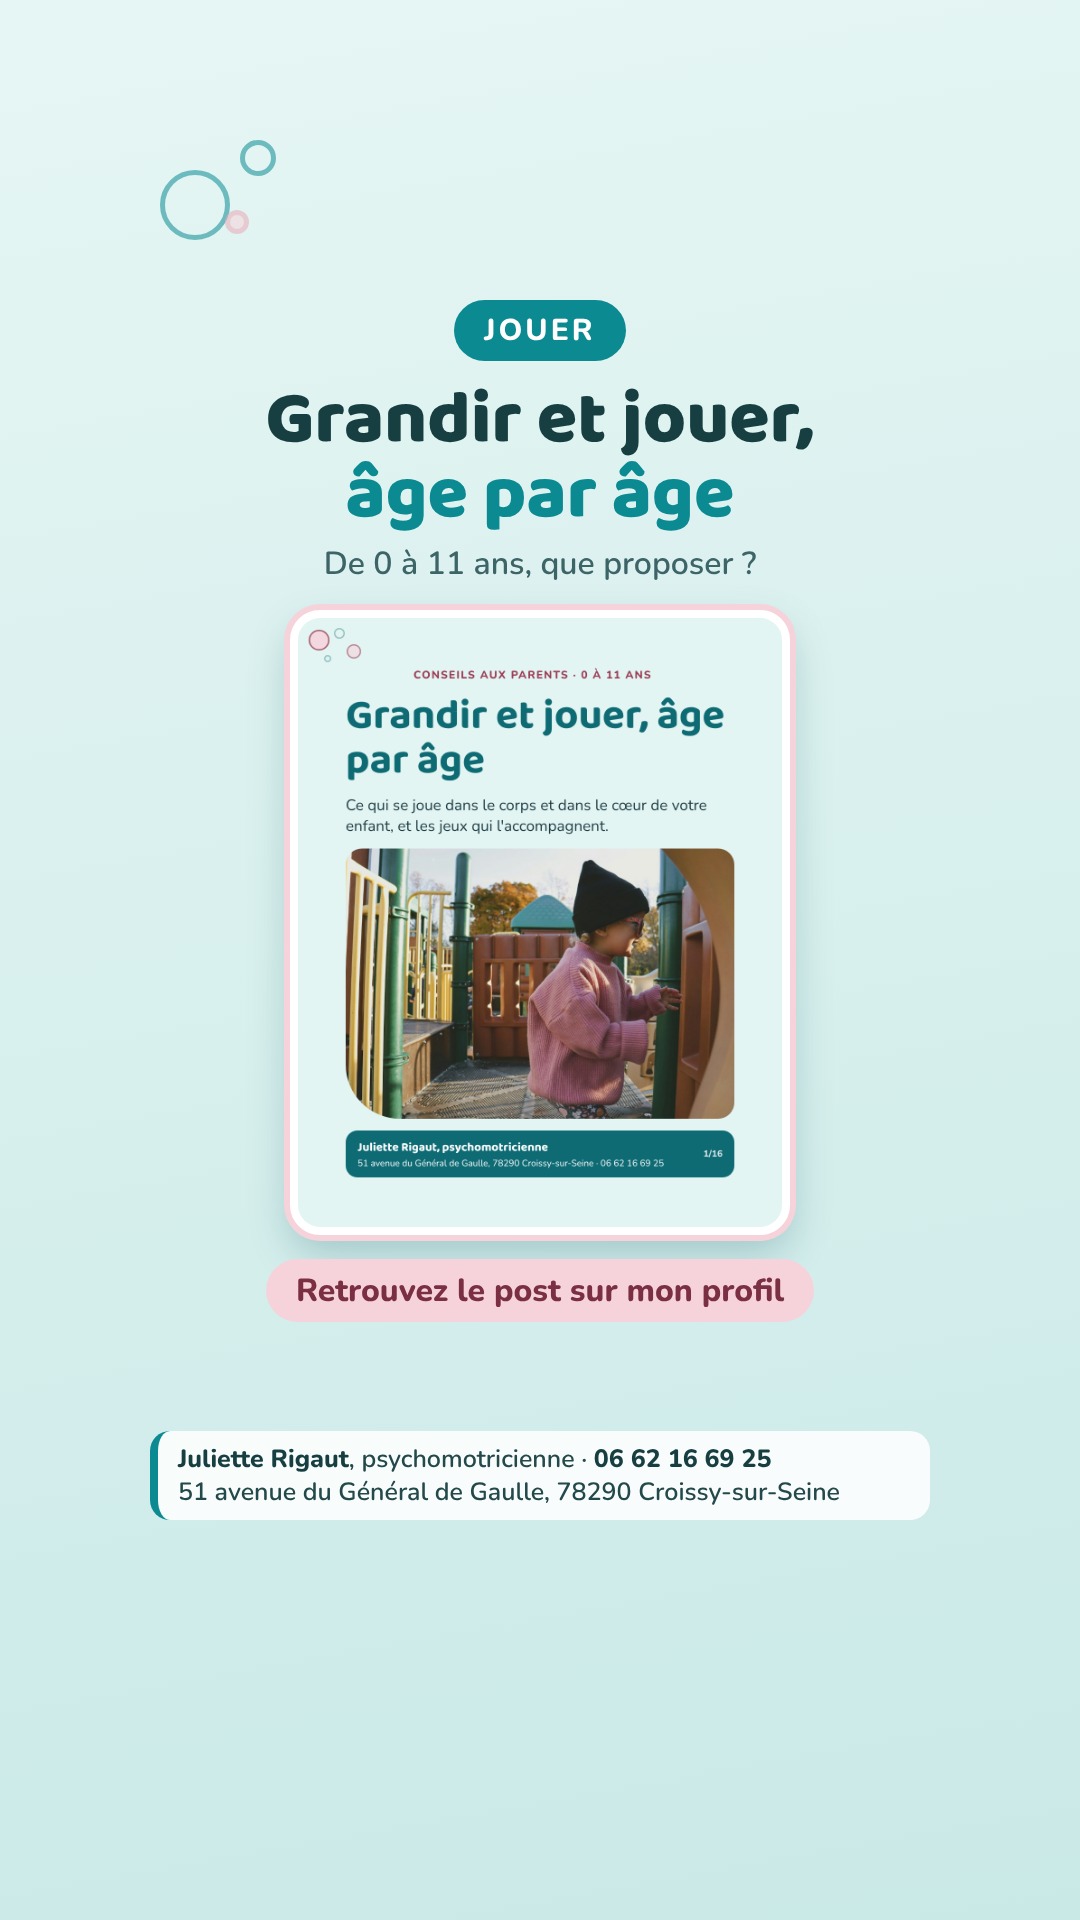 JOUER
Grandir et jouer,
âge par âge
De 0 à 11 ans, que proposer ?
CONSEILS AUX PARENTS · 0 À 11 ANS
Grandir et jouer, âge
par âge
Ce qui se joue dans le corps et dans le cœur de votre
enfant, et les jeux qui l'accompagnent.
Juliette Rigaut, psychomotricienne
51 avenue du Général de Gaulle, 78290 Croissy-sur-Seine · 06 62 16 69 25
1/16
Retrouvez le post sur mon profil
Juliette Rigaut, psychomotricienne · 06 62 16 69 25
51 avenue du Général de Gaulle, 78290 Croissy-sur-Seine